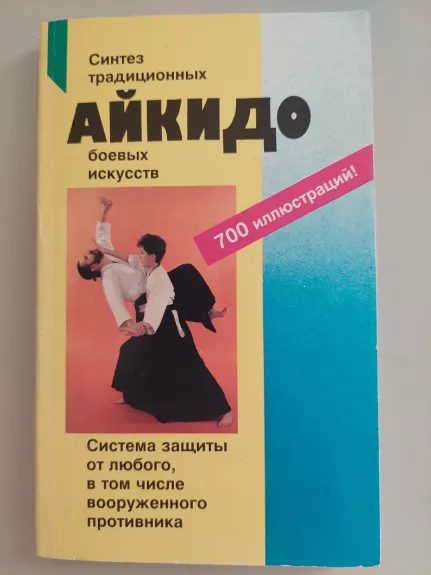 Синтез
традиционных
АЙКИДО
боевых
искусств
700 иллюстраций!
Система защиты
от любого,
в том числе
вооруженного
противника